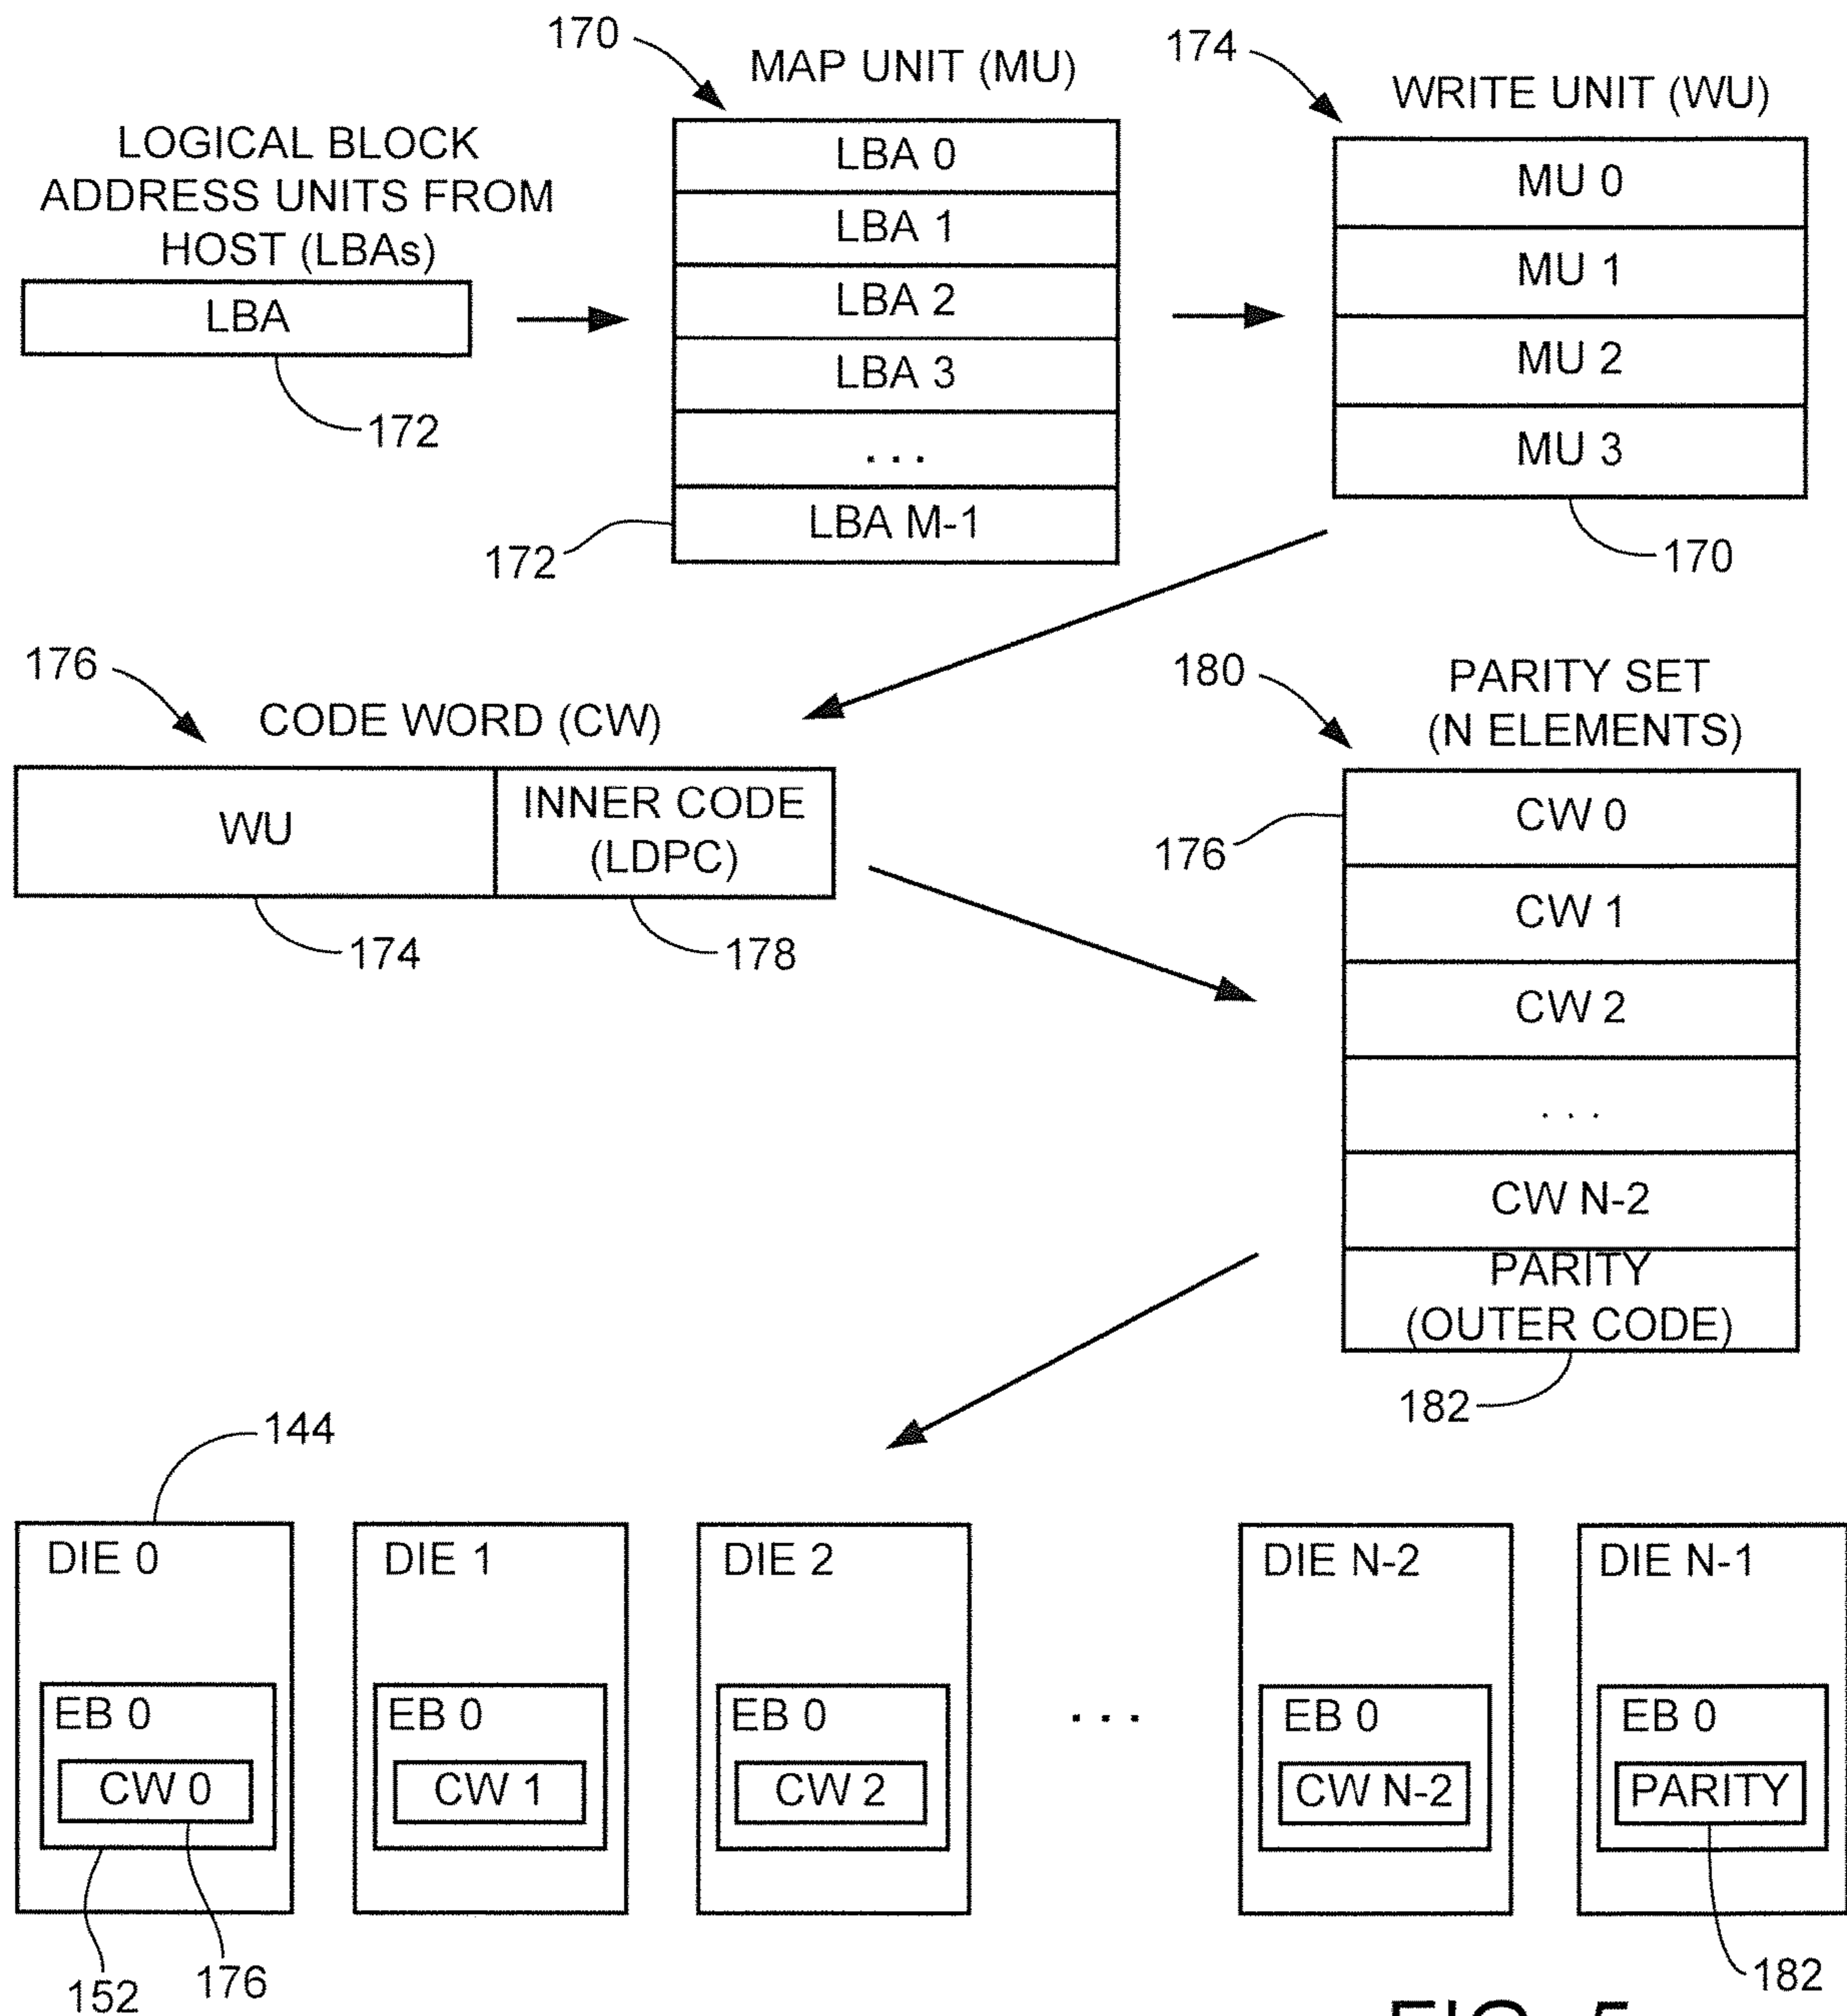 170
MAP UNIT (MU)
174
WRITE UNIT (WU)
LOGICAL BLOCK
ADDRESS UNITS FROM
HOST (LBAs)
LBA
172
LBA 0
LBA 1
LBA 2
LBA 3
...
LBA M-1
172
MU 0
MU 1
MU 2
MU 3
170
176
CODE WORD (CW)
WU
INNER CODE
(LDPC)
174
178
180
PARITY SET
(N ELEMENTS)
176
CW 0
CW 1
CW 2
...
CW N-2
PARITY
(OUTER CODE)
182
144
DIE 0
EB 0
CW 0
152
176
DIE 1
EB 0
CW 1
DIE 2
EB 0
CW 2
...
DIE N-2
EB 0
CW N-2
DIE N-1
EB 0
PARITY
182